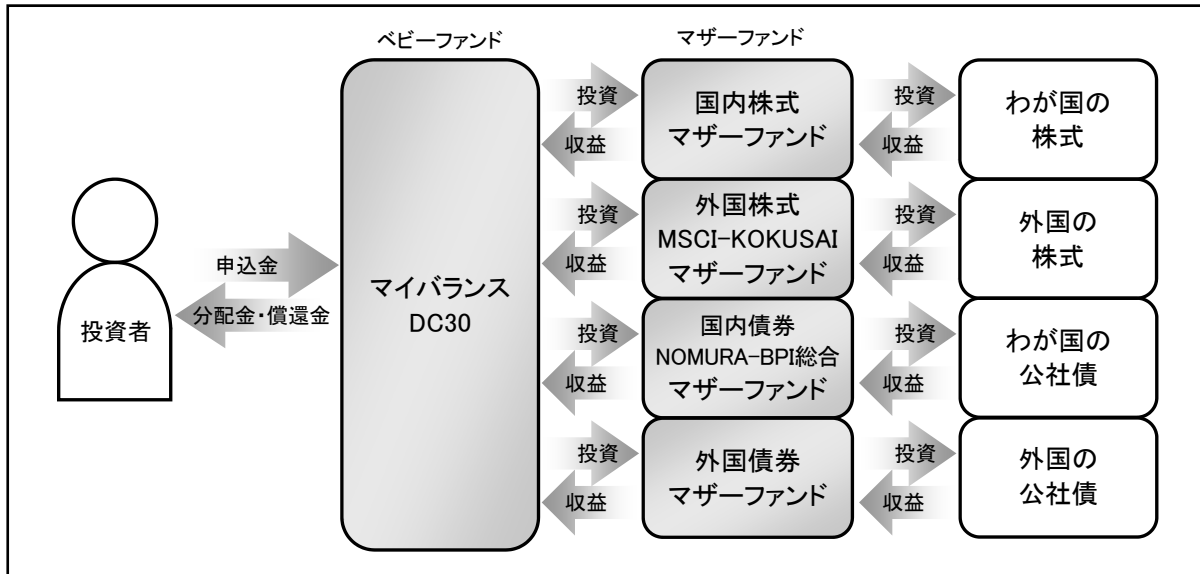 ベビーファンド
マザーファンド
投資者
申込金
分配金・償還金
マイバランス
DC30
投資
収益
国内株式
マザーファンド
投資
収益
わが国の
株式
投資
収益
外国株式
MSCI-KOKUSAI
マザーファンド
投資
収益
外国の
株式
投資
収益
国内債券
NOMURA-BPI総合
マザーファンド
投資
収益
わが国の
公社債
投資
収益
外国債券
マザーファンド
投資
収益
外国の
公社債